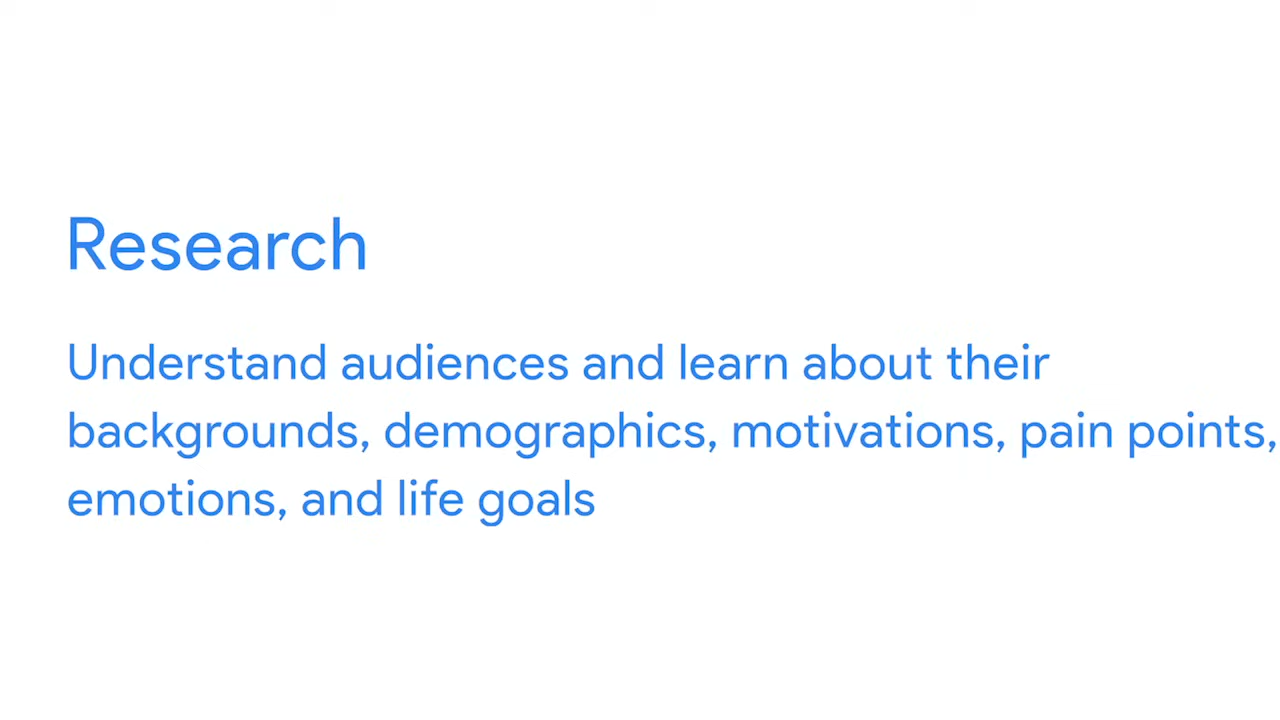 Research
Understand audiences and learn about their
backgrounds, demographics, motivations, pain points,
emotions, and life goals